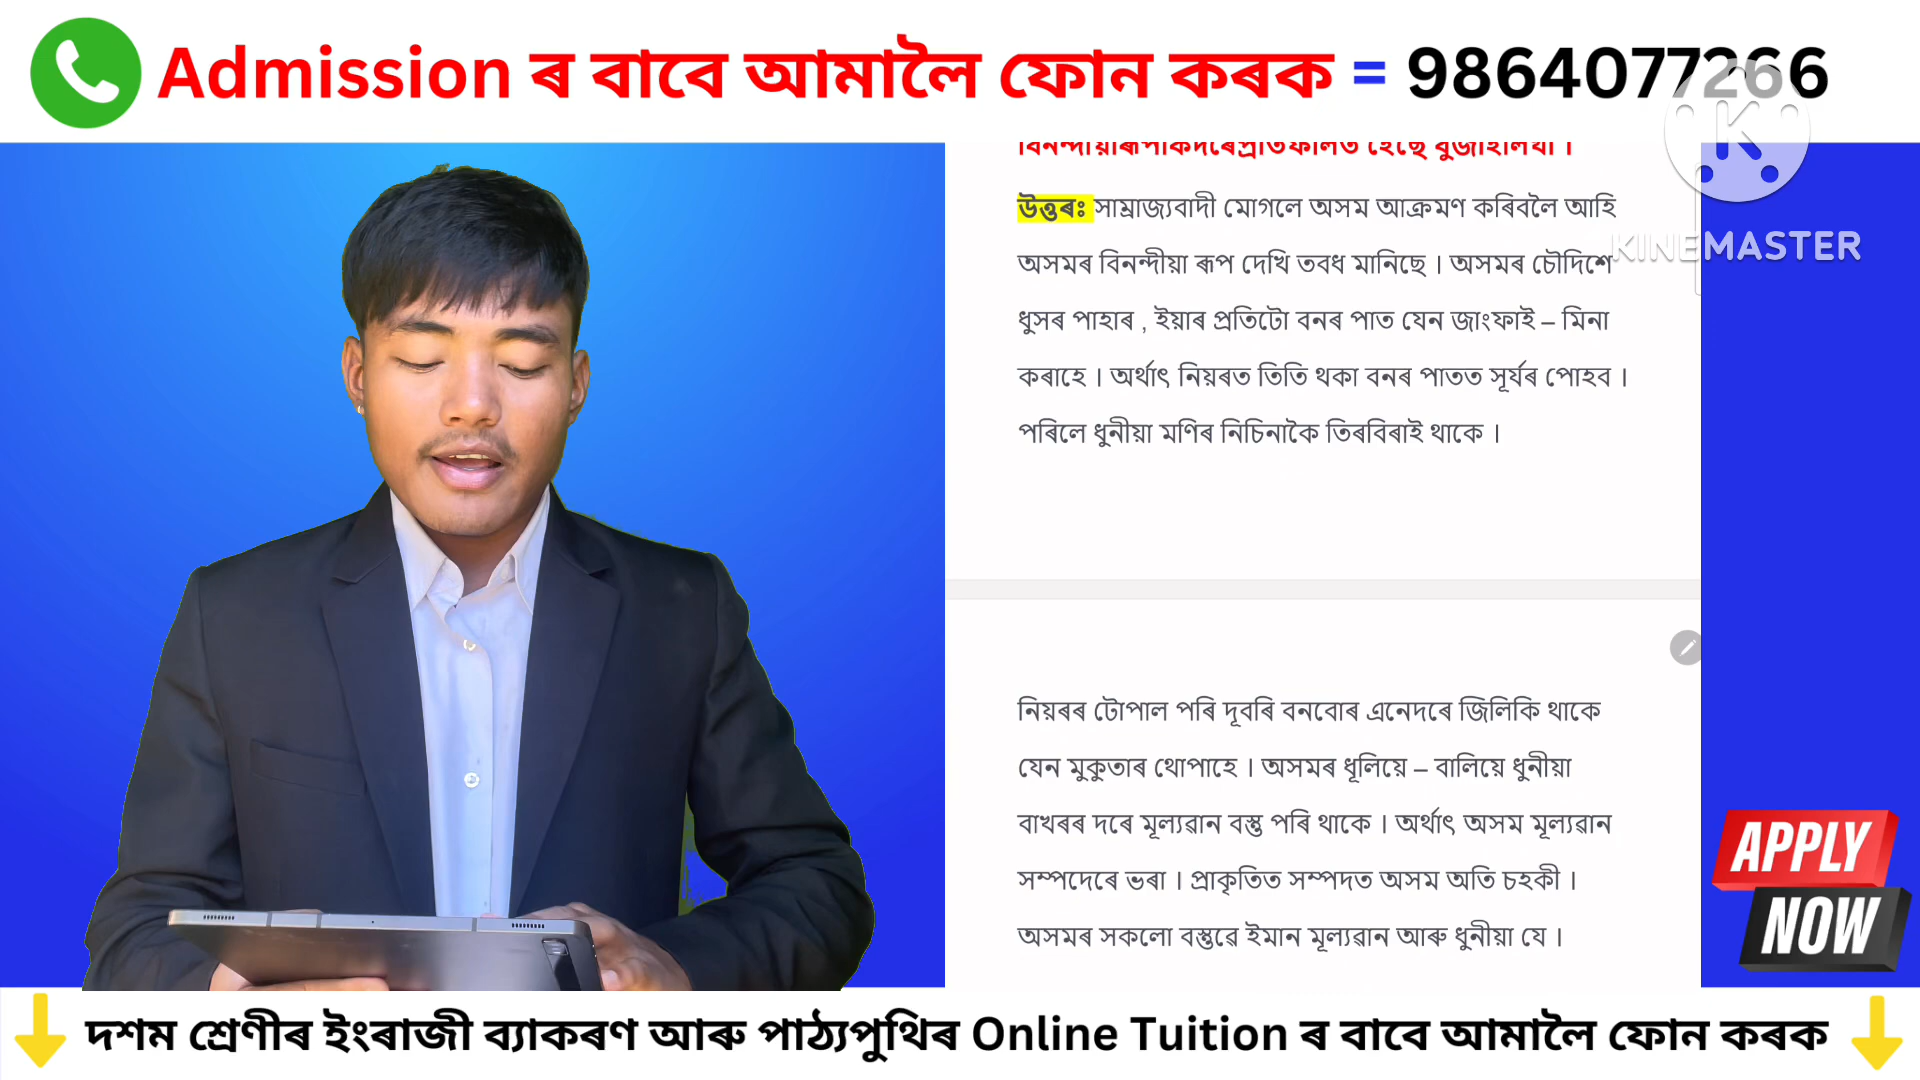 Admission ৰ বাবে আমালৈ ফোন কৰক = 9864077266
KINEMASTER
উত্তৰঃ সাম্ৰাজ্যবাদী মোগলে অসম আক্ৰমণ কৰিবলৈ আহি
অসমৰ বিনন্দীয়া ৰূপ দেখি তবধ মানিছে । অসমৰ চৌদিশে
ধুসৰ পাহাৰ , ইয়াৰ প্ৰতিটো বনৰ পাত যেন জাংফাই – মিনা
কৰাহে । অৰ্থাৎ নিয়ৰত তিতি থকা বনৰ পাতত সূৰ্যৰ পোহৰ ।
পৰিলে ধুনীয়া মণিৰ নিচিনাকৈ তিৰবিৰাই থাকে ।
নিয়ৰৰ টোপাল পৰি দূবৰি বনবোৰ এনেদৰে জিলিকি থাকে
যেন মুকুতাৰ থোপাহে । অসমৰ ধূলিয়ে – বালিয়ে ধুনীয়া
বাখৰৰ দৰে মূল্যৱান বস্তু পৰি থাকে । অৰ্থাৎ অসম মূল্যৱান
সম্পদেৰে ভৰা । প্ৰাকৃতিত সম্পদত অসম অতি চহকী ।
অসমৰ সকলো বস্তুৱে ইমান মূল্যৱান আৰু ধুনীয়া যে ।
APPLY
NOW
দশম শ্ৰেণীৰ ইংৰাজী ব্যাকৰণ আৰু পাঠ্যপুথিৰ Online Tuition ৰ বাবে আমালৈ ফোন কৰক